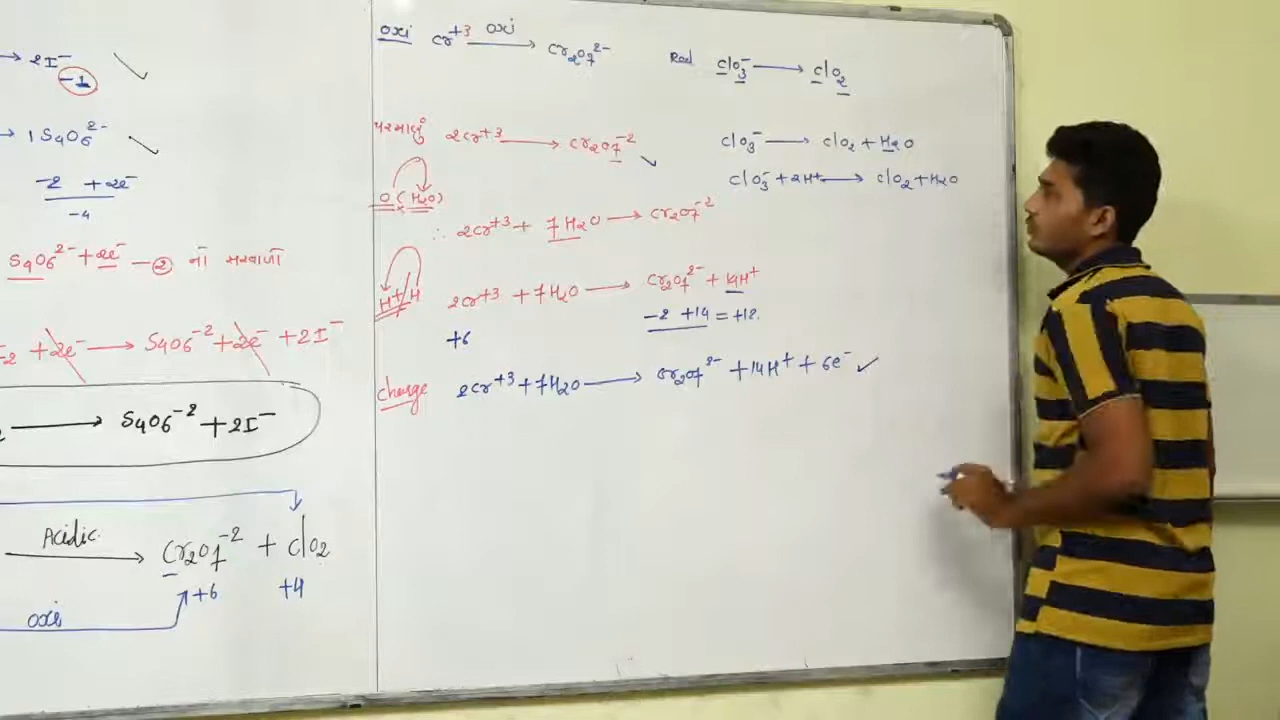 → 2I⁻
-1
→ 1S₄O₆²⁻
-2 +2e⁻
-4
S₄O₆²⁻ + 2e⁻ —② નો સરવાળો
₂ + 2e⁻ → S₄O₆⁻² + 2e⁻ + 2I⁻
₂ → S₄O₆⁻² + 2I⁻
Acidic → Cr₂O₇⁻² + ClO₂
+6 +4
oxi
oxi Cr⁺³ oxi → Cr₂O₇²⁻
પરમાણું 2Cr⁺³ → Cr₂O₇⁻²
O (H₂O)
∴ 2Cr⁺³ + 7H₂O → Cr₂O₇⁻²
H⁺/H 2Cr⁺³ + 7H₂O → Cr₂O₇²⁻ + 14H⁺
+6 -2 +14 = +12
charge 2Cr⁺³ + 7H₂O → Cr₂O₇²⁻ + 14H⁺ + 6e⁻ ✓
Red ClO₃⁻ → ClO₂
ClO₃⁻ → ClO₂ + H₂O
ClO₃⁻ + 2H⁺ → ClO₂ + H₂O